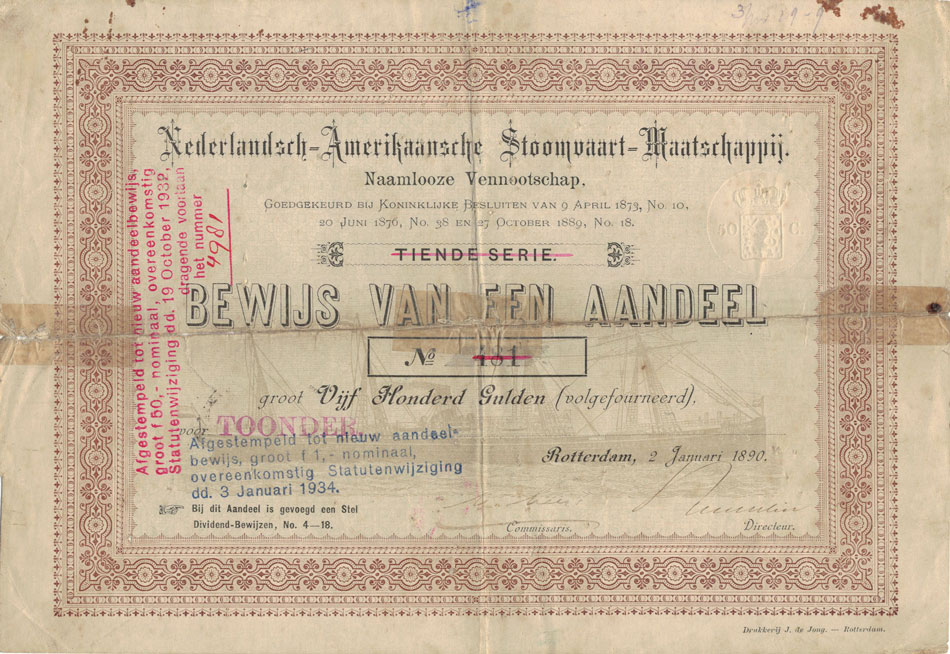 Nederlandsch-Amerikaansche Stoomvaart-Maatschappij.
Naamlooze Vennootschap,
Goedgekeurd bij Koninklijke Besluiten van 9 April 1873, No. 10,
20 Juni 1876, No. 38 en 27 October 1889, No. 18.
50 C
TIENDE SERIE.
BEWIJS VAN EEN AANDEEL
No 481
groot Vijf Honderd Gulden (volgefourneerd),
voor TOONDER.
Rotterdam, 2 Januari 1890.
Afgestempeld tot nieuw aandeelbewijs,
groot f 50,- nominaal, overeenkomstig
Statutenwijziging dd. 19 October 1932,
dragende voortaan
het nummer
4981
Afgestempeld tot nieuw aandeel-
bewijs, groot f 1,- nominaal,
overeenkomstig Statutenwijziging
dd. 3 Januari 1934.
Bij dit Aandeel is gevoegd een Stel
Dividend-Bewijzen, No. 4—18.
Commissaris.
Directeur.
Drukkerij J. de Jong. — Rotterdam.